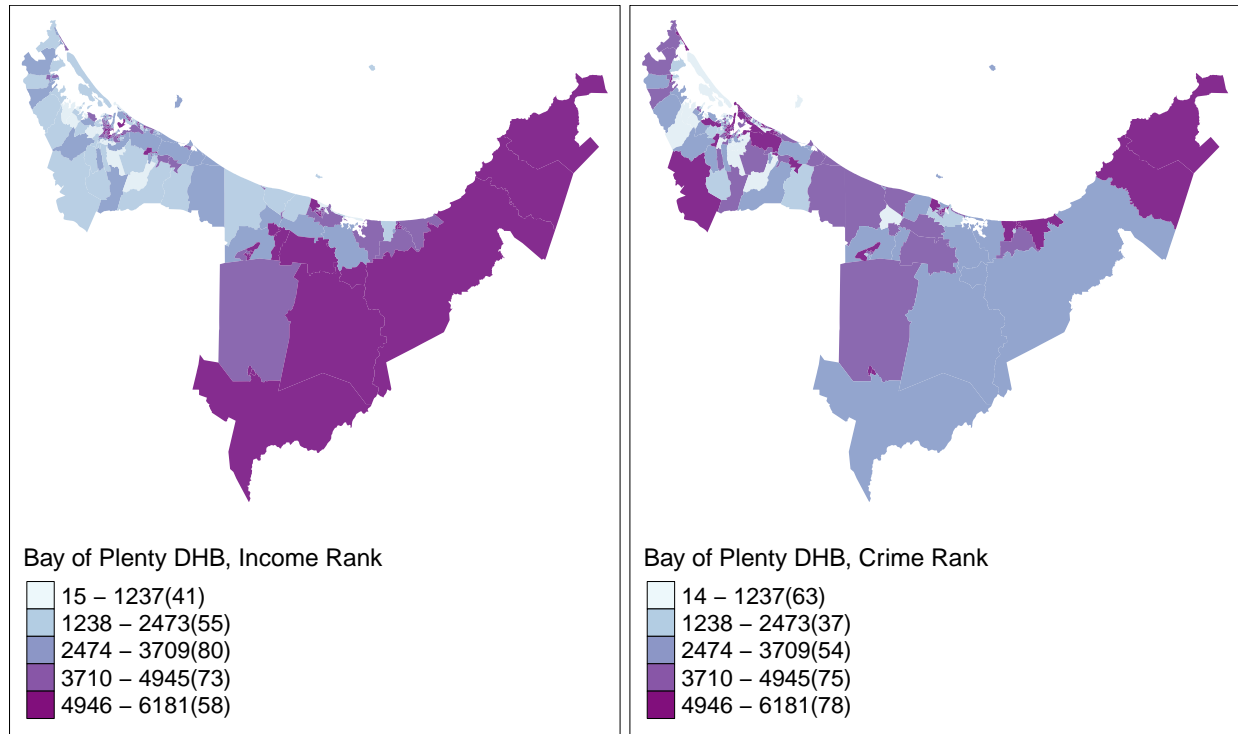 Bay of Plenty DHB, Income Rank
15 – 1237(41)
1238 – 2473(55)
2474 – 3709(80)
3710 – 4945(73)
4946 – 6181(58)
Bay of Plenty DHB, Crime Rank
14 – 1237(63)
1238 – 2473(37)
2474 – 3709(54)
3710 – 4945(75)
4946 – 6181(78)